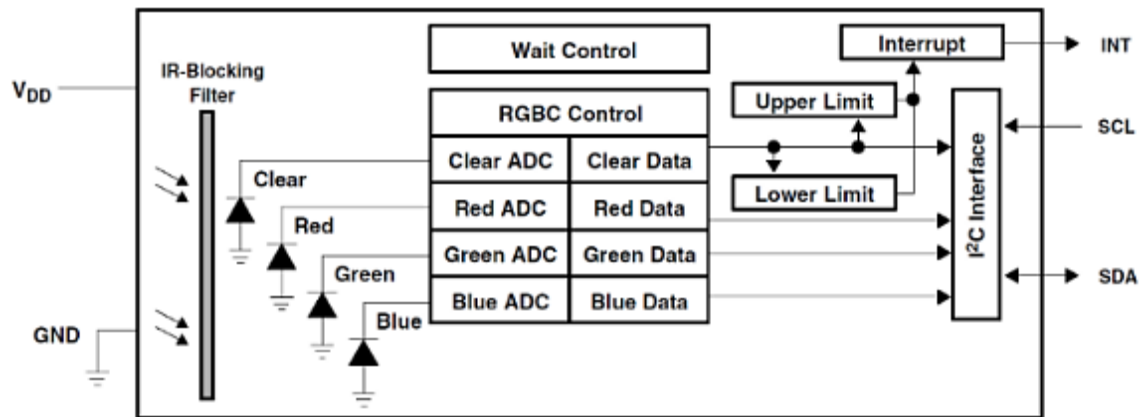 Wait Control
Interrupt
INT
IR-Blocking
Filter
VDD
Upper Limit
RGBC Control
SCL
Clear ADC
Clear Data
Clear
Lower Limit
Red ADC
Red Data
Red
I²C Interface
Green ADC
Green Data
Green
SDA
Blue ADC
Blue Data
Blue
GND